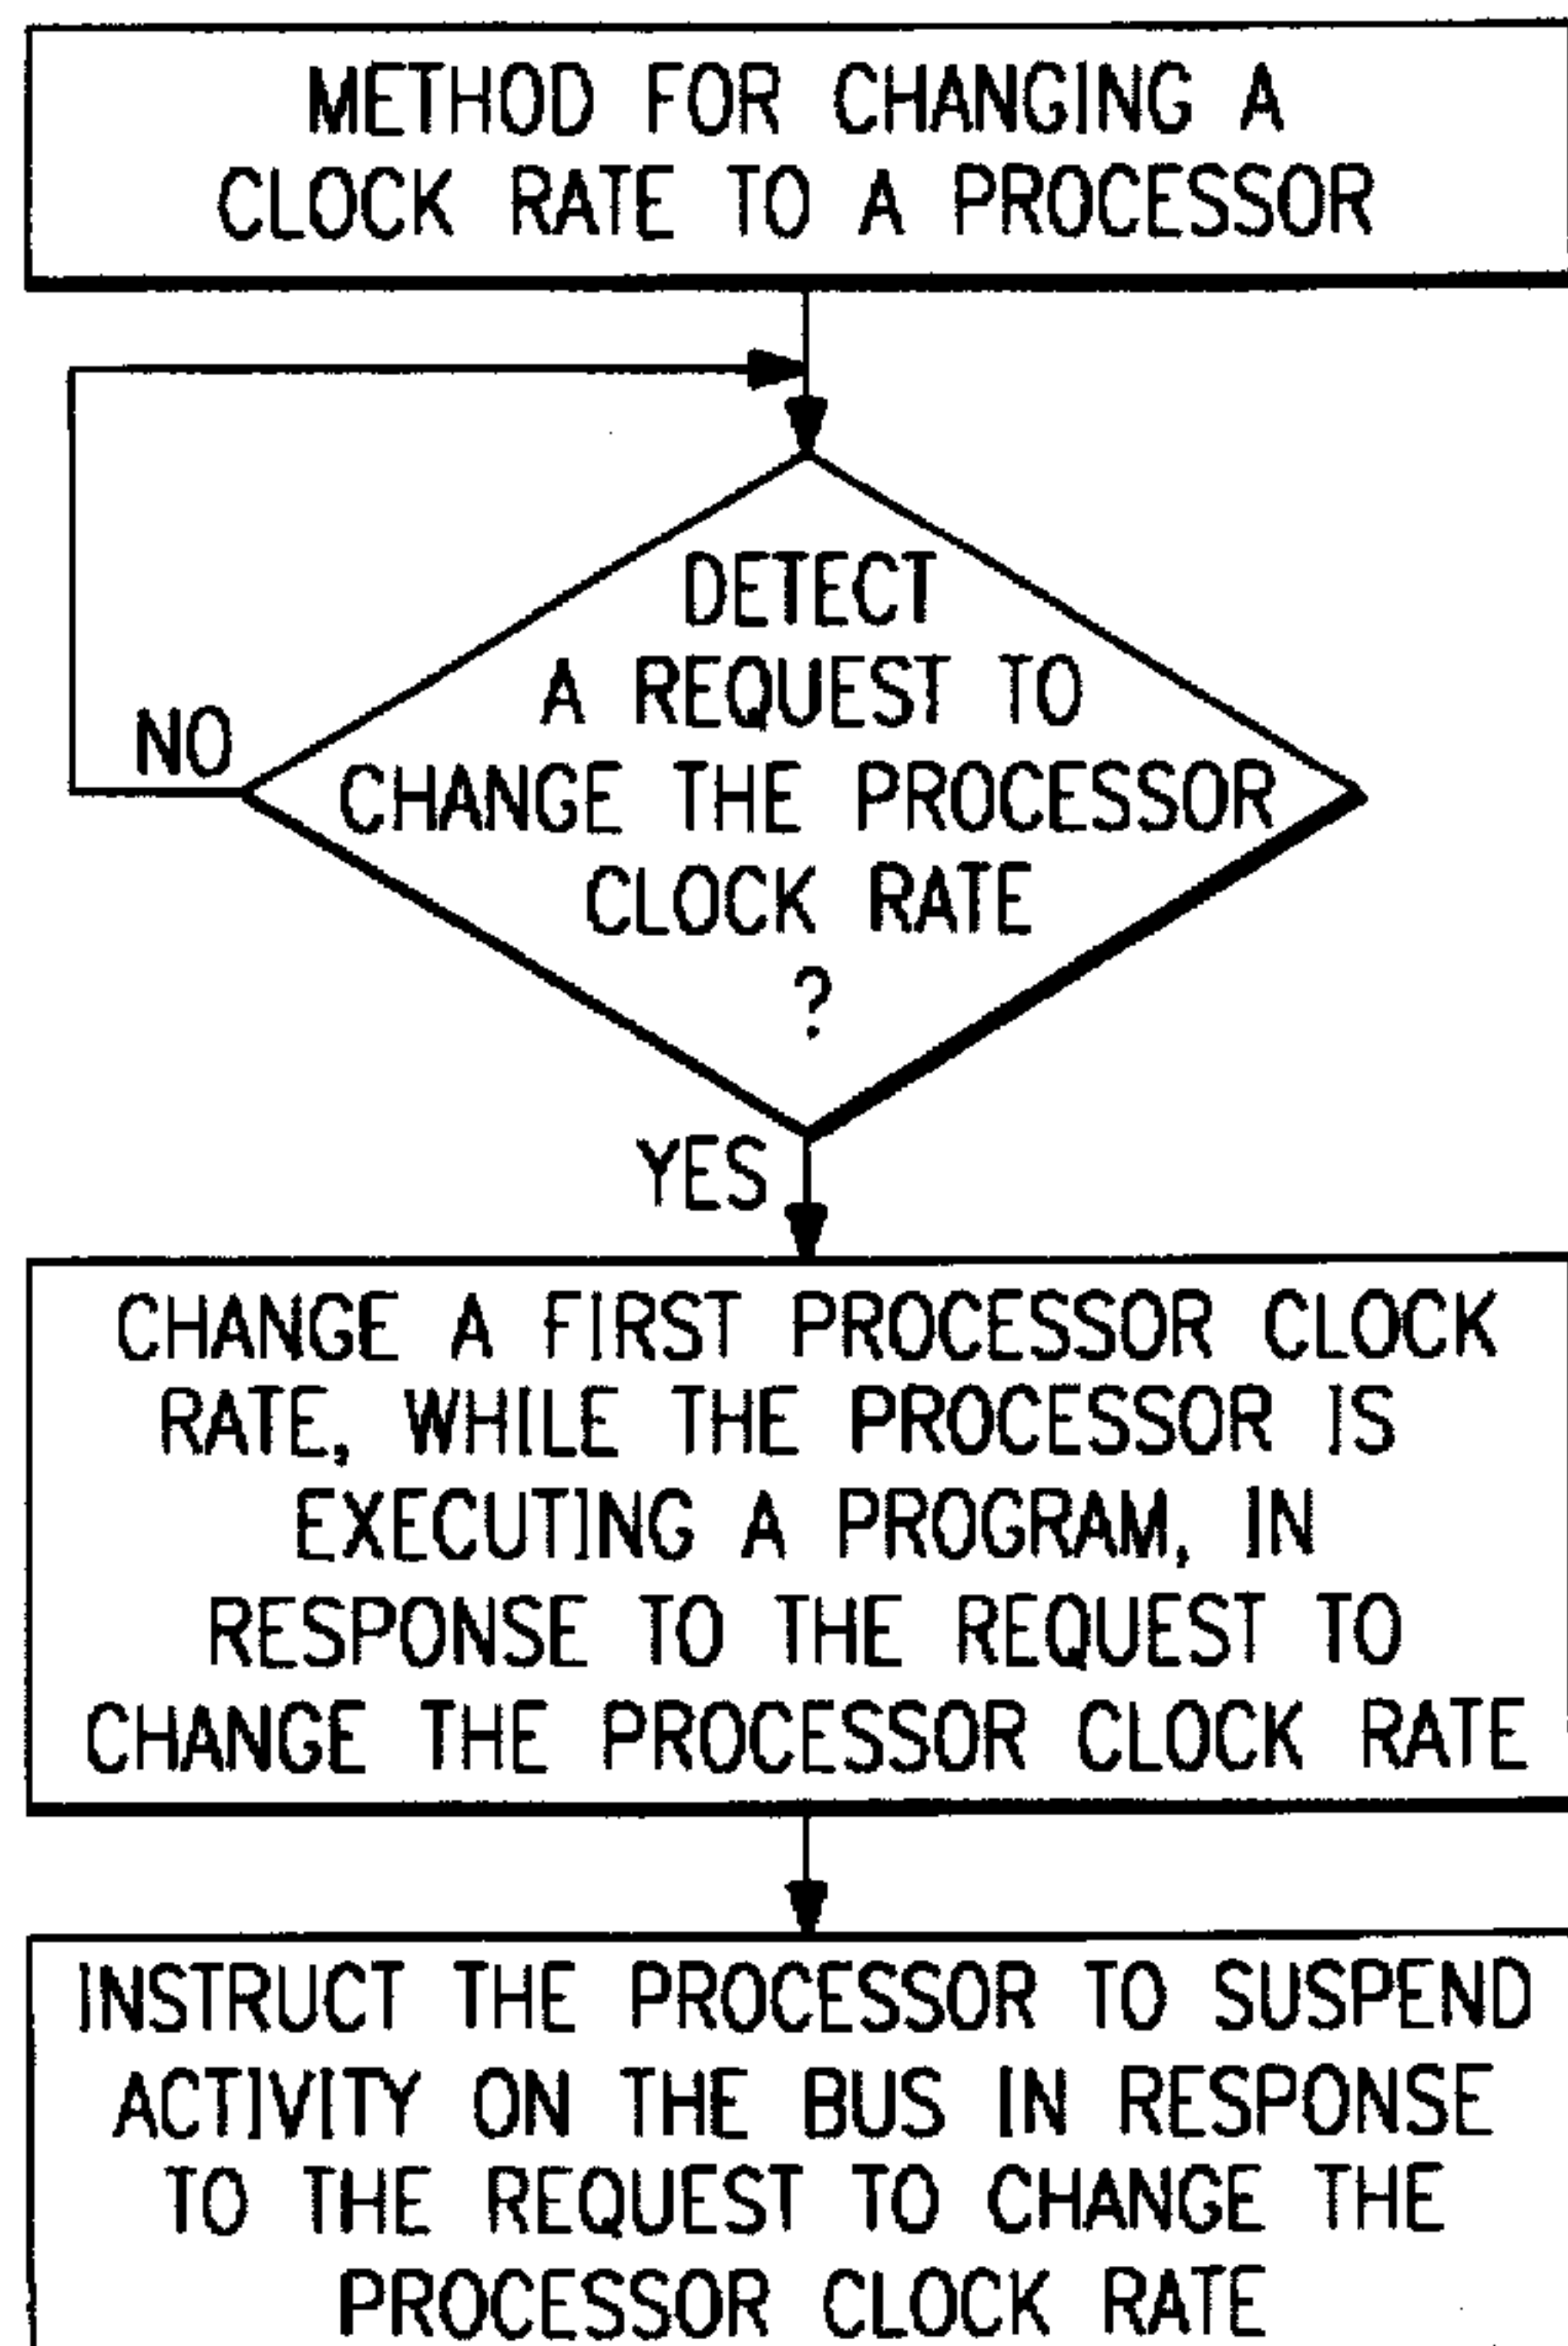 METHOD FOR CHANGING A
CLOCK RATE TO A PROCESSOR
DETECT
A REQUEST TO
CHANGE THE PROCESSOR
CLOCK RATE
?
NO
YES
CHANGE A FIRST PROCESSOR CLOCK
RATE, WHILE THE PROCESSOR IS
EXECUTING A PROGRAM, IN
RESPONSE TO THE REQUEST TO
CHANGE THE PROCESSOR CLOCK RATE
INSTRUCT THE PROCESSOR TO SUSPEND
ACTIVITY ON THE BUS IN RESPONSE
TO THE REQUEST TO CHANGE THE
PROCESSOR CLOCK RATE